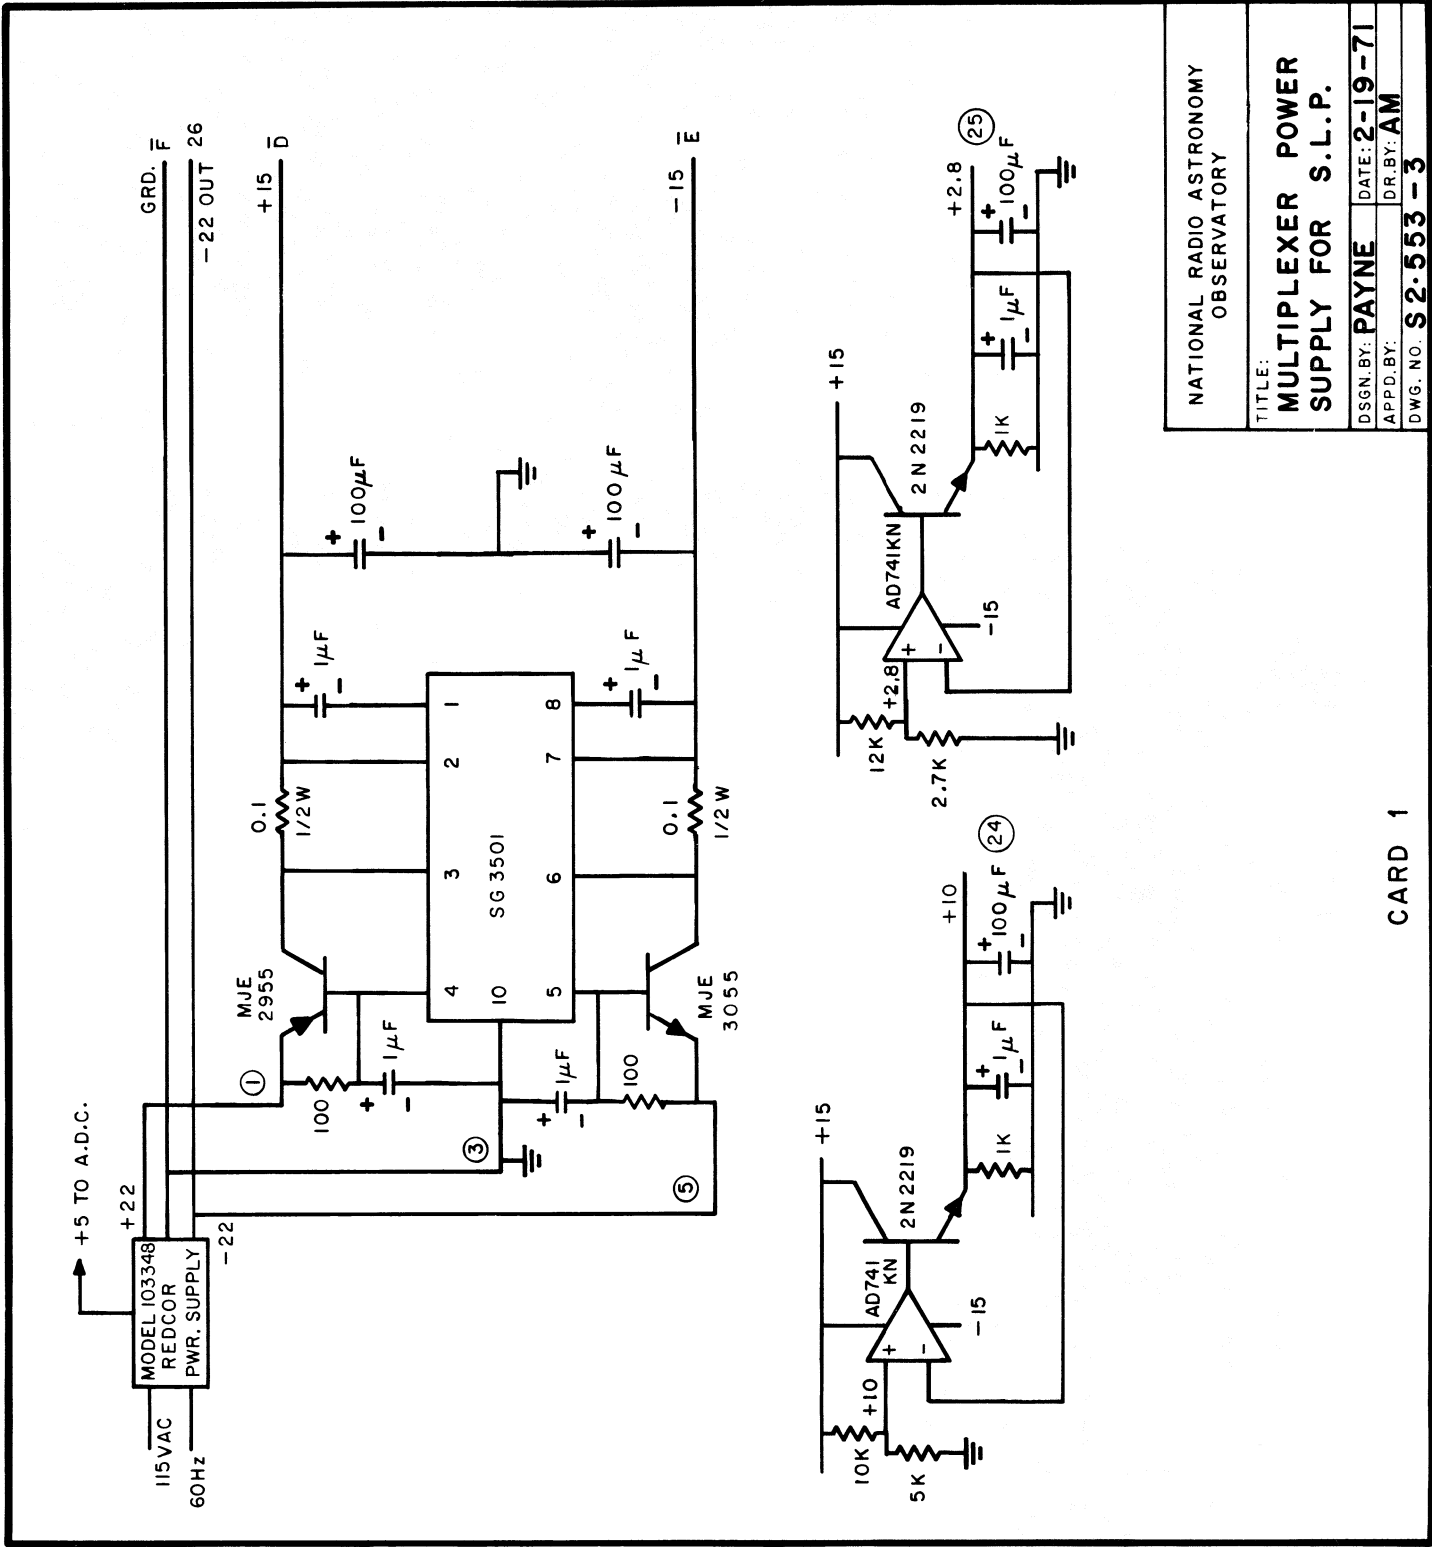 +5 TO A.D.C.
+22
MODEL 103348
REDCOR
PWR. SUPPLY
115VAC
60Hz
-22
GRD. F
-22 OUT 26
+15 D
-15 E
1
3
5
MJE
2955
0.1
1/2W
100
1µF
1µF
100
MJE
3055
4
3
2
1
10
SG 3501
5
6
7
8
1µF
1µF
0.1
1/2W
100µF
100µF
+15
10K
+10
5K
AD741
KN
-15
2N2219
1K
1µF
100µF
+10
24
+15
12K
+2.8
2.7K
AD741KN
-15
2N2219
1K
1µF
100µF
+2.8
25
CARD 1
NATIONAL RADIO ASTRONOMY
OBSERVATORY
TITLE:
MULTIPLEXER POWER
SUPPLY FOR S.L.P.
DSGN.BY: PAYNE DATE: 2-19-71
APPD.BY: DR.BY: AM
DWG. NO. S2·553-3